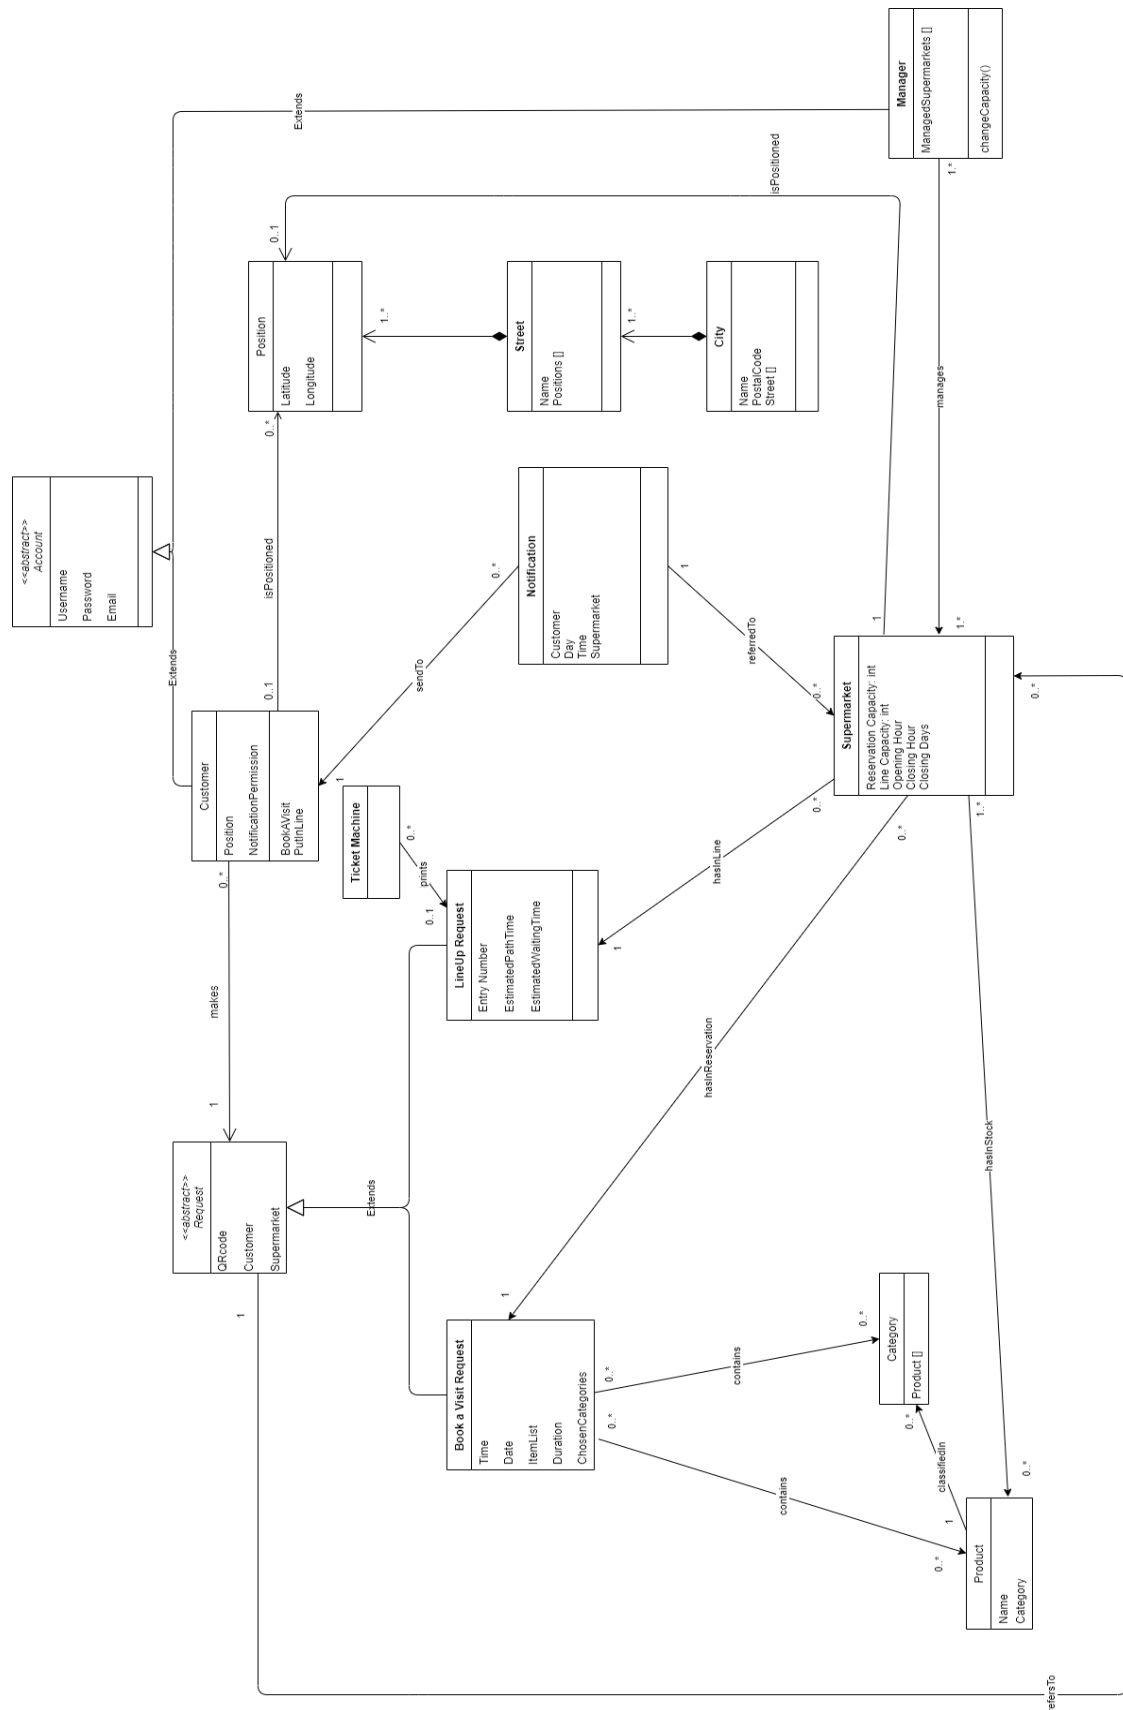 <<abstract>>
Account
Username
Password
Email
Extends
Extends
Manager
ManagedSupermarkets []
changeCapacity()
1.*
manages
1..*
Customer
Position
NotificationPermission
BookAVisit
PutInLine
0..1
isPositioned
0..*
Position
Latitude
Longitude
0..1
isPositioned
1
1..*
Street
Name
Positions []
1..*
City
Name
PostalCode
Street []
Notification
Customer
Day
Time
Supermarket
0..*
sendTo
1
1
referredTo
0..*
Supermarket
Reservation Capacity: int
Line Capacity: int
Opening Hour
Closing Hour
Closing Days
0..*
makes
1
<<abstract>>
Request
QRcode
Customer
Supermarket
1
efersTo
0..*
Ticket Machine
0..*
prints
0..1
LineUp Request
Entry Number
EstimatedPathTime
EstimatedWaitingTime
0..*
hasInLine
1
Extends
Book a Visit Request
Time
Date
ItemList
Duration
ChosenCategories
0..*
hasInReservation
1
0..*
contains
0..*
0..*
contains
0..*
Category
Product []
1
classifiedIn
0..*
Product
Name
Category
1..*
hasInStock
0..*